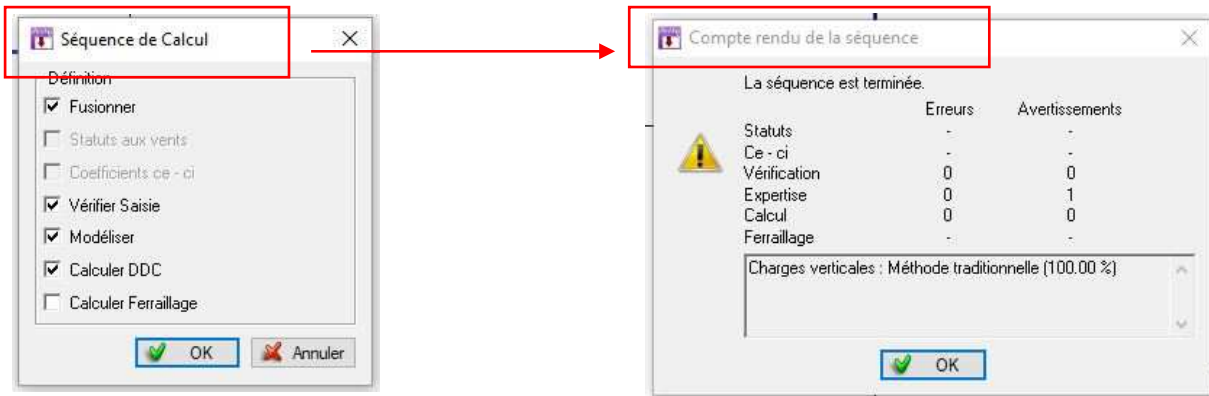 Séquence de Calcul
Définition
Fusionner
Statuts aux vents
Coefficients ce - ci
Vérifier Saisie
Modéliser
Calculer DDC
Calculer Ferraillage
OK Annuler
Compte rendu de la séquence
La séquence est terminée.
Erreurs Avertissements
Statuts - -
Ce - ci - -
Vérification 0 0
Expertise 0 1
Calcul 0 0
Ferraillage - -
Charges verticales : Méthode traditionnelle (100.00 %)
OK